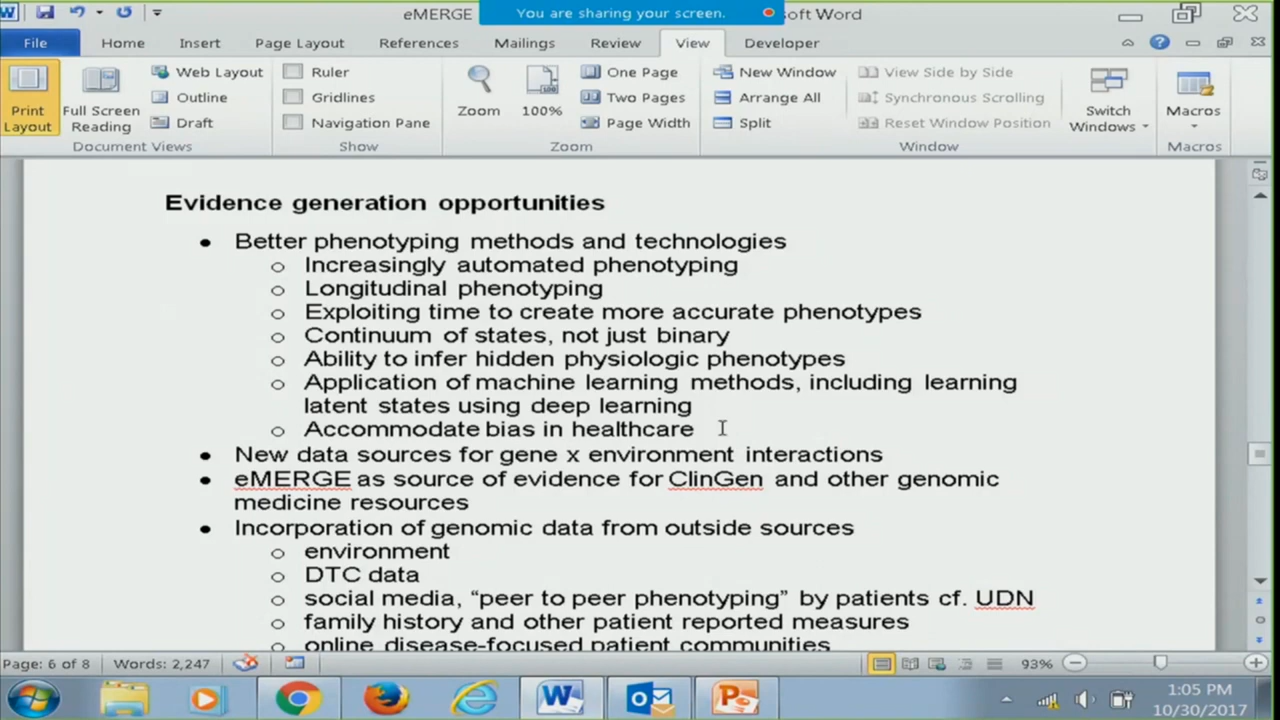 eMERGE
You are sharing your screen.
soft Word
File Home Insert Page Layout References Mailings Review View Developer
Print Layout
Full Screen Reading
Web Layout
Outline
Draft
Document Views
Ruler
Gridlines
Navigation Pane
Show
Zoom
100%
One Page
Two Pages
Page Width
Zoom
New Window
Arrange All
Split
View Side by Side
Synchronous Scrolling
Reset Window Position
Switch Windows
Window
Macros
Macros
Evidence generation opportunities
• Better phenotyping methods and technologies
o Increasingly automated phenotyping
o Longitudinal phenotyping
o Exploiting time to create more accurate phenotypes
o Continuum of states, not just binary
o Ability to infer hidden physiologic phenotypes
o Application of machine learning methods, including learning
latent states using deep learning
o Accommodate bias in healthcare
• New data sources for gene x environment interactions
• eMERGE as source of evidence for ClinGen and other genomic
medicine resources
• Incorporation of genomic data from outside sources
o environment
o DTC data
o social media, “peer to peer phenotyping” by patients cf. UDN
o family history and other patient reported measures
o online disease-focused patient communities
Page: 6 of 8 Words: 2,247 93%
1:05 PM
10/30/2017